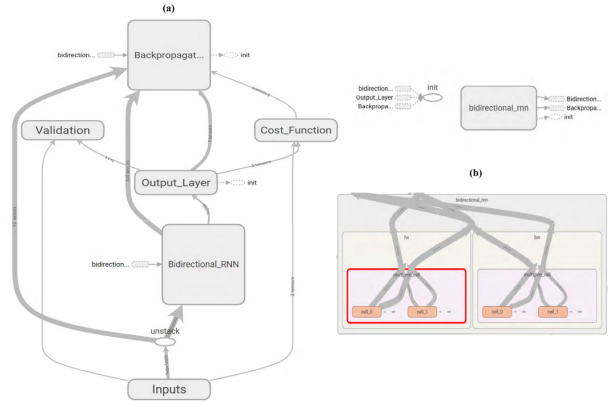 (a)
bidirection...
Backpropagat...
init
Validation
Cost_Function
Output_Layer
init
bidirection...
Bidirectional_RNN
unstack
Inputs
bidirection...
Output_Layer
Backpropa...
init
bidirectional_rnn
Bidirection...
Backpropa...
init
(b)
bidirectional_rnn
fw
bw
cell_0
cell_1
cell_0
cell_1